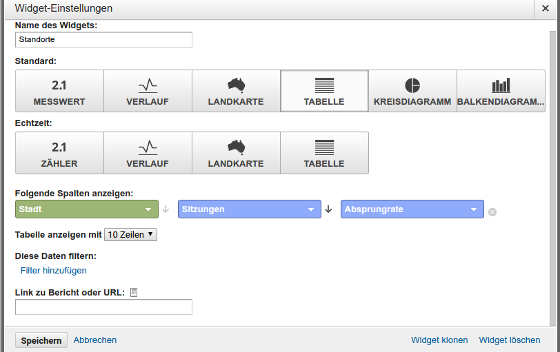 Widget-Einstellungen
Name des Widgets:
Standorte
Standard:
2.1
MESSWERT VERLAUF LANDKARTE TABELLE KREISDIAGRAMM BALKENDIAGRAM...
Echtzeit:
2.1
ZÄHLER VERLAUF LANDKARTE TABELLE
Folgende Spalten anzeigen:
Stadt Sitzungen Absprungrate
Tabelle anzeigen mit 10 Zeilen
Diese Daten filtern:
Filter hinzufügen
Link zu Bericht oder URL:
Speichern Abbrechen Widget klonen Widget löschen